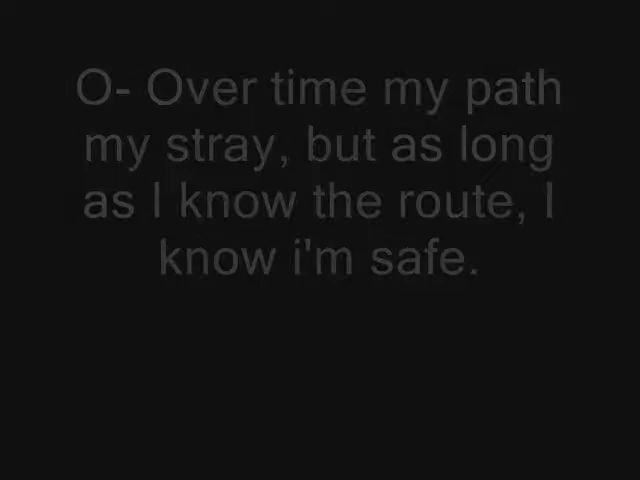 O- Over time my path
my stray, but as long
as I know the route, I
know i'm safe.